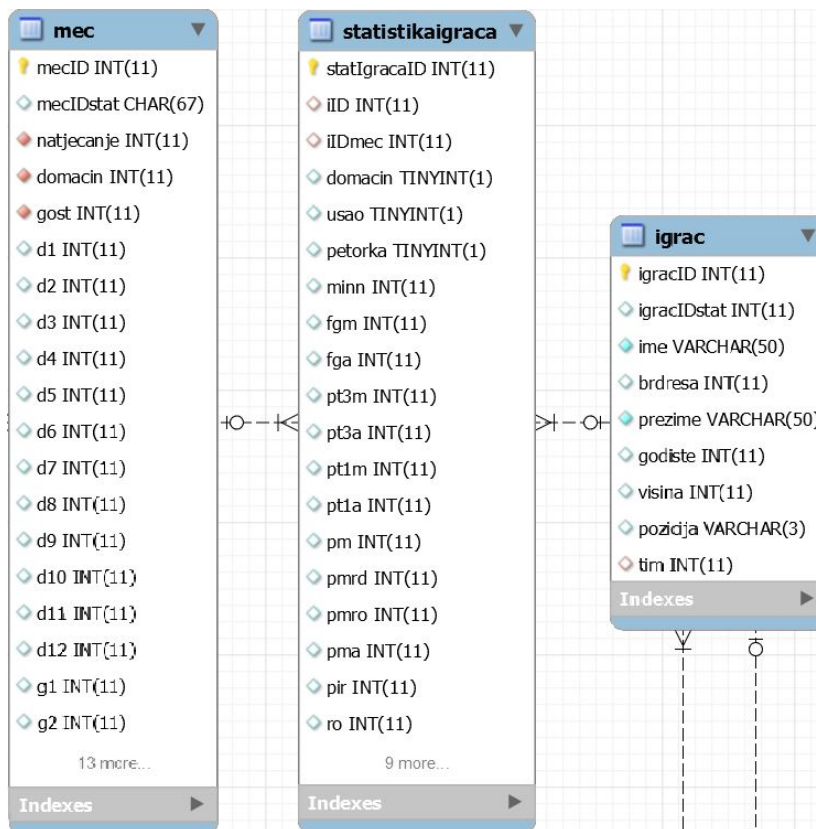 mec
mecID INT(11)
mecIDstat CHAR(67)
natjecanje INT(11)
domacin INT(11)
gost INT(11)
d1 INT(11)
d2 INT(11)
d3 INT(11)
d4 INT(11)
d5 INT(11)
d6 INT(11)
d7 INT(11)
d8 INT(11)
d9 INT(11)
d10 INT(11)
d11 INT(11)
d12 INT(11)
g1 INT(11)
g2 INT(11)
13 more...
Indexes
statistikaigraca
statIgracaID INT(11)
iID INT(11)
iIDmec INT(11)
domacin TINYINT(1)
usao TINYINT(1)
petorka TINYINT(1)
minn INT(11)
fgm INT(11)
fga INT(11)
pt3m INT(11)
pt3a INT(11)
pt1m INT(11)
pt1a INT(11)
pm INT(11)
pmrd INT(11)
pmro INT(11)
pma INT(11)
pir INT(11)
ro INT(11)
9 more...
Indexes
igrac
igracID INT(11)
igracIDstat INT(11)
ime VARCHAR(50)
brdresa INT(11)
prezime VARCHAR(50)
godiste INT(11)
visina INT(11)
pozicija VARCHAR(3)
tim INT(11)
Indexes